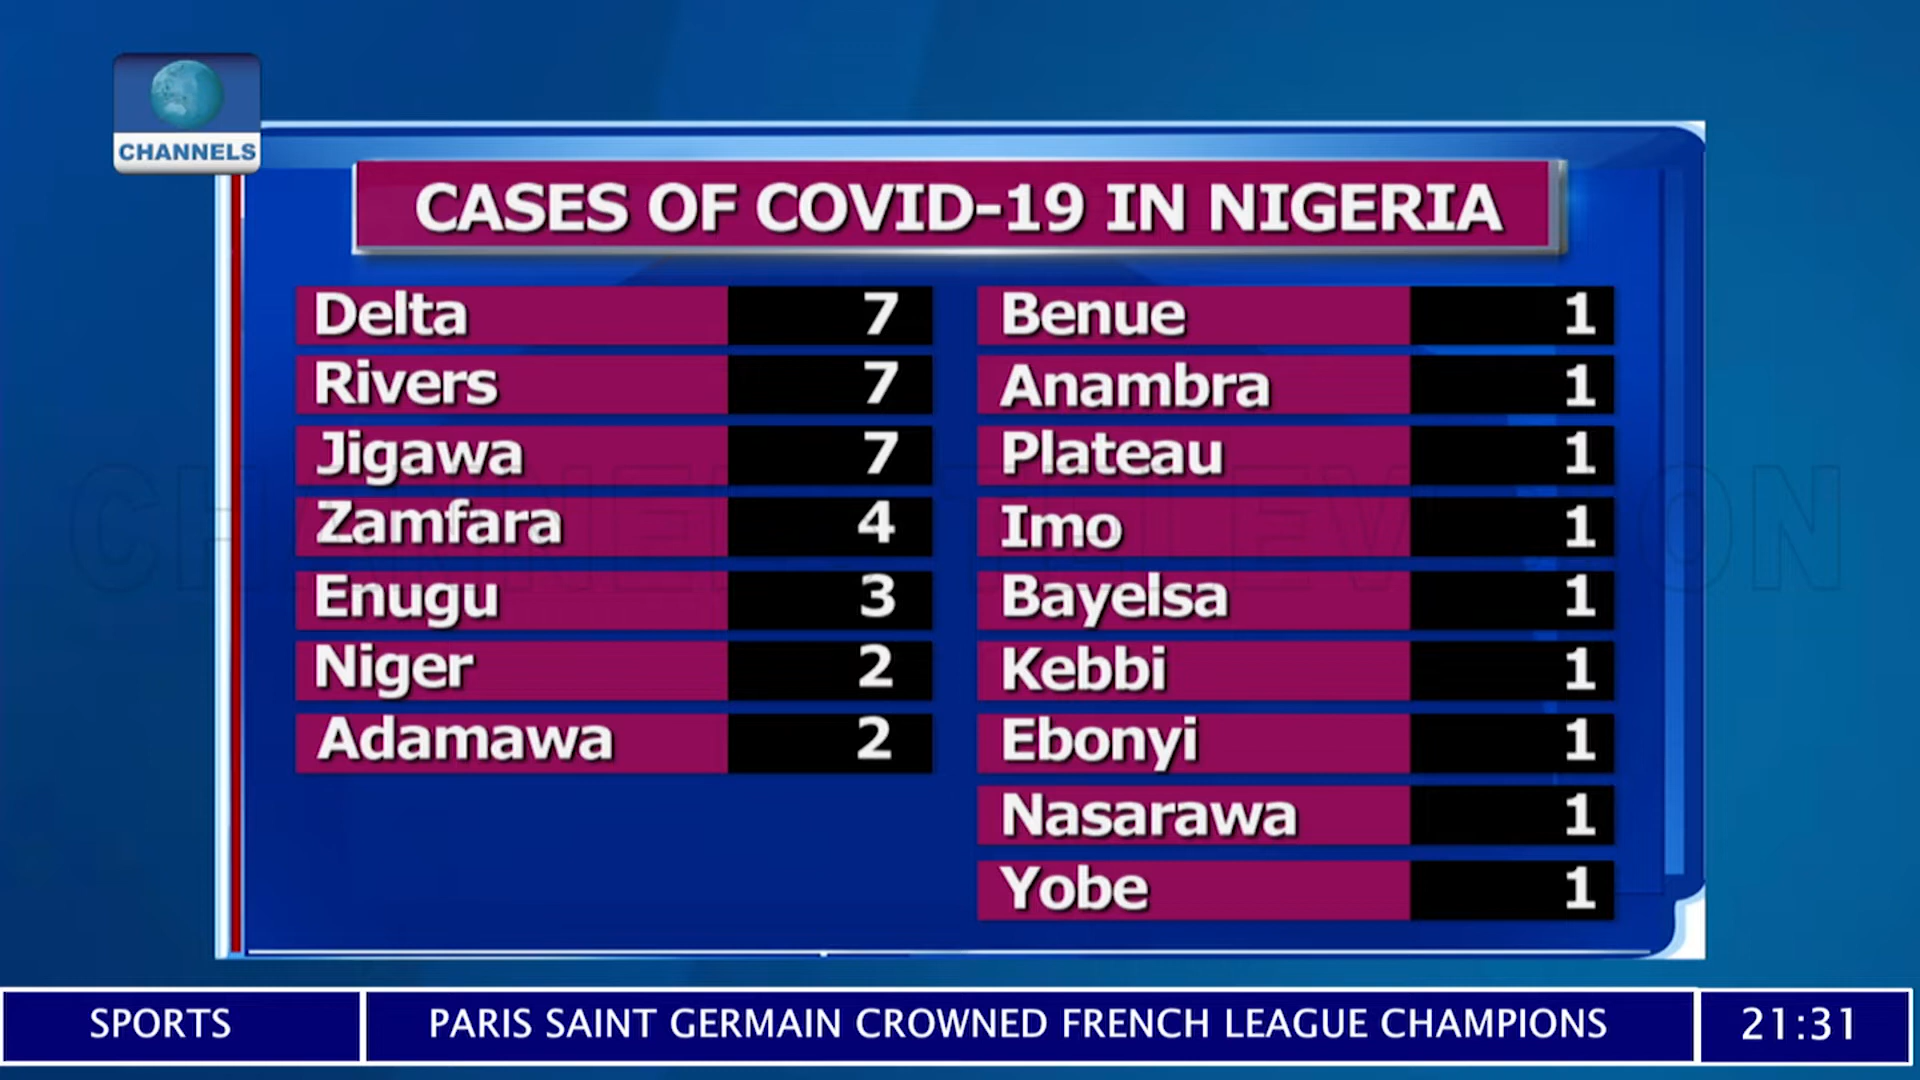 CHANNELS
CASES OF COVID-19 IN NIGERIA
Delta 7
Rivers 7
Jigawa 7
Zamfara 4
Enugu 3
Niger 2
Adamawa 2
Benue 1
Anambra 1
Plateau 1
Imo 1
Bayelsa 1
Kebbi 1
Ebonyi 1
Nasarawa 1
Yobe 1
CHANNELS TELEVISION
SPORTS PARIS SAINT GERMAIN CROWNED FRENCH LEAGUE CHAMPIONS 21:31